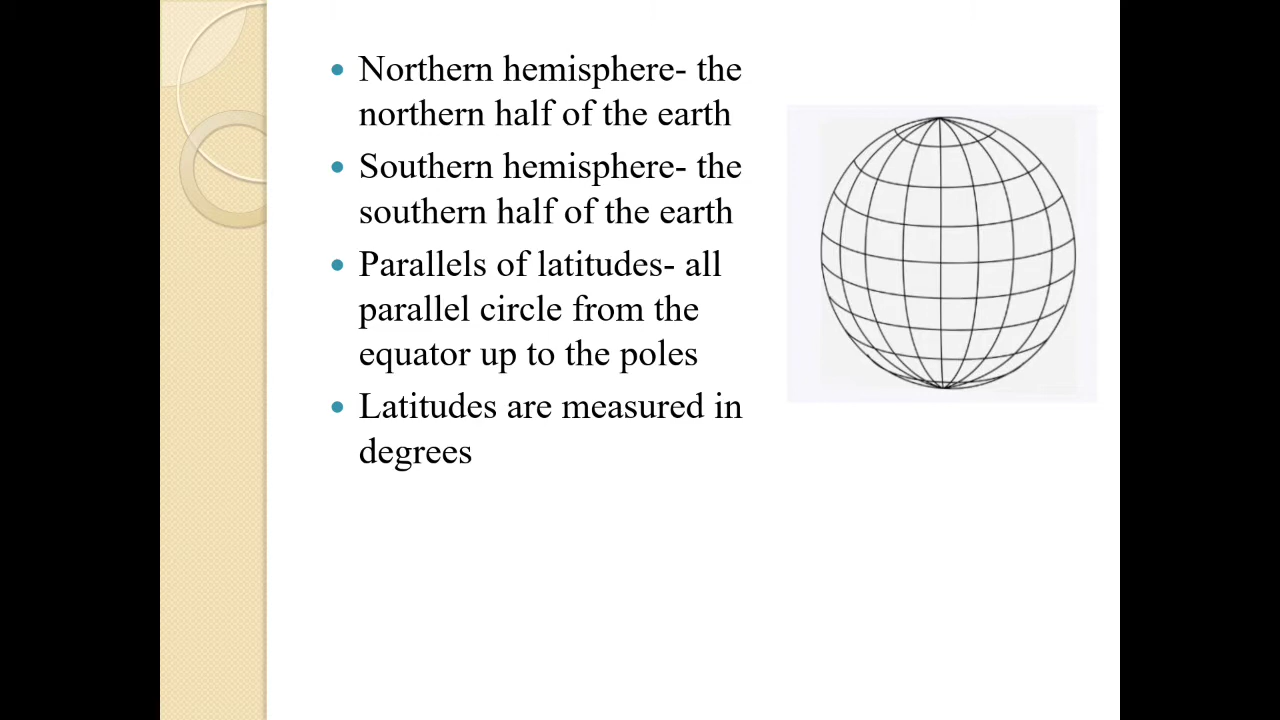 Northern hemisphere- the
northern half of the earth
Southern hemisphere- the
southern half of the earth
Parallels of latitudes- all
parallel circle from the
equator up to the poles
Latitudes are measured in
degrees